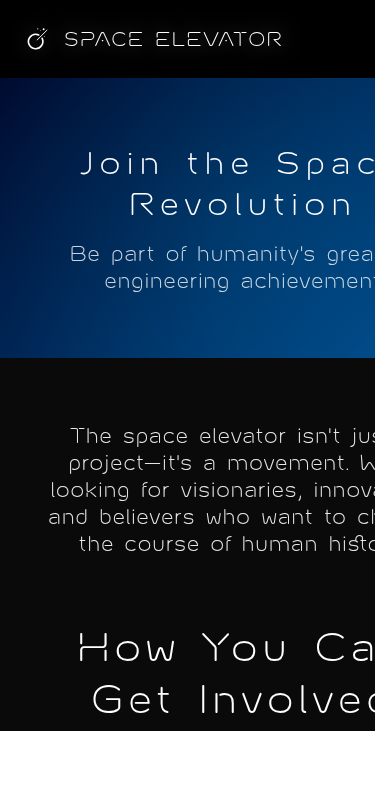 SPACE ELEVATOR
Join the Spac
Revolution
Be part of humanity's grea
engineering achievement
The space elevator isn't jus
project—it's a movement. W
looking for visionaries, innova
and believers who want to ch
the course of human histo
How You Ca
Get Involved